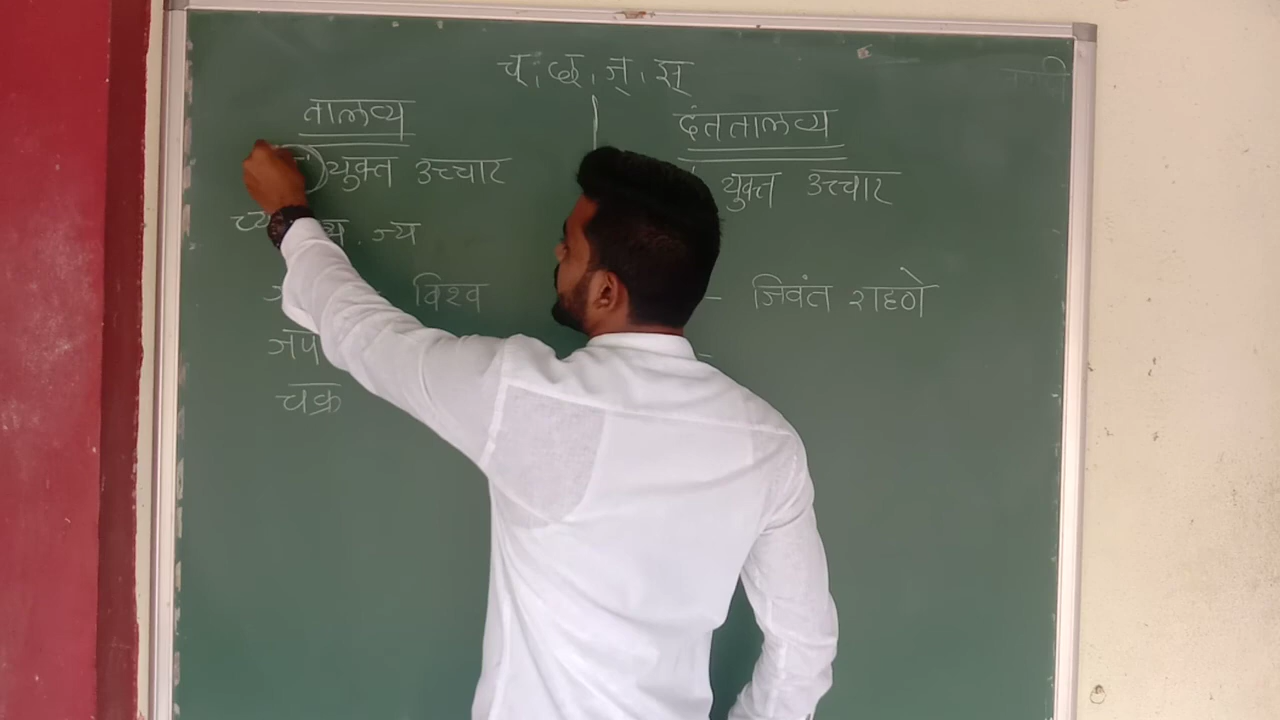 च्, छ्, ज्, झ्
तालव्य
दंततालव्य
युक्त उच्चार
युक्त उच्चार
च्य ज्य
विश्व
- जिवंत राहणे
जप
-
चक्र